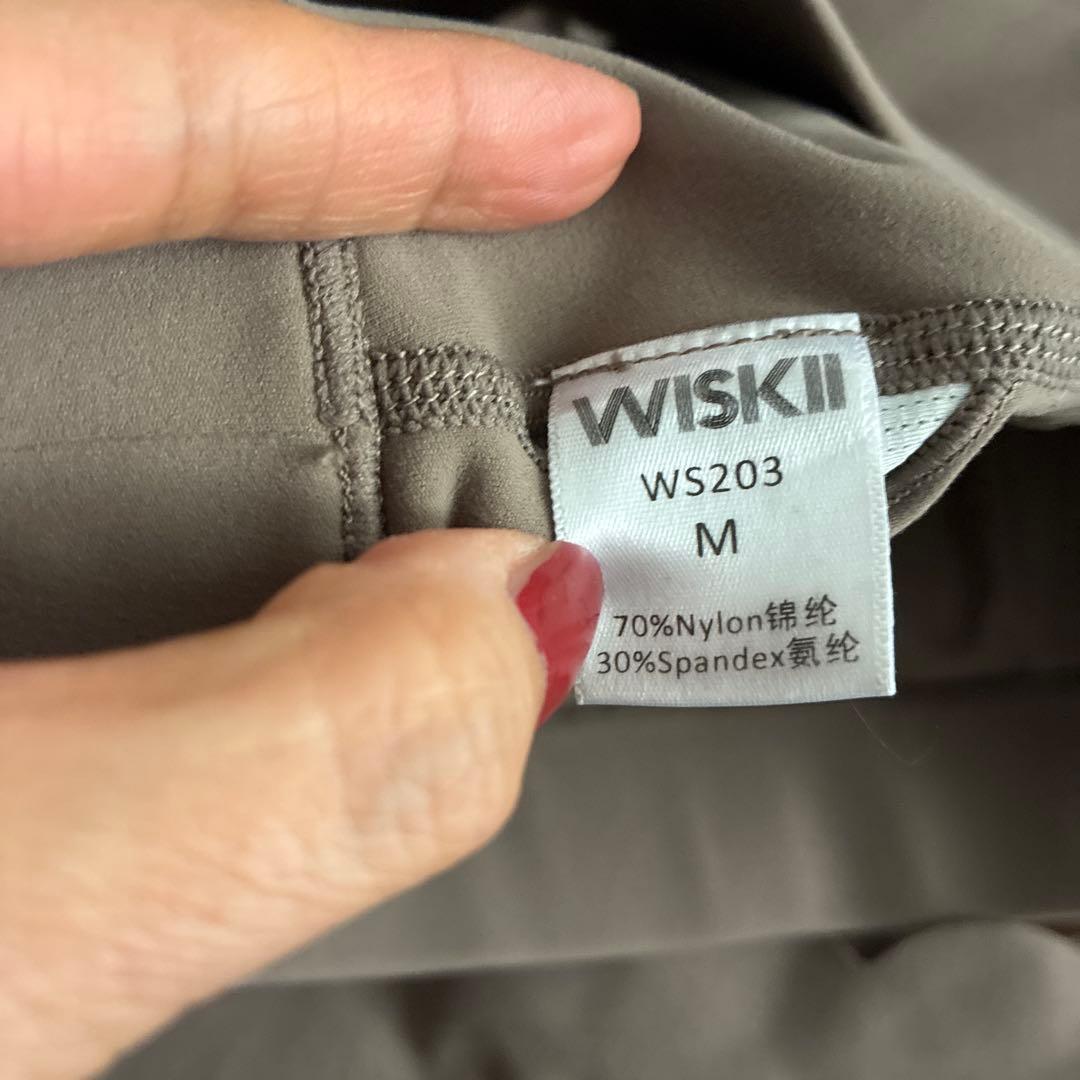 WISKII
WS203
M
70%Nylon锦纶
30%Spandex氨纶